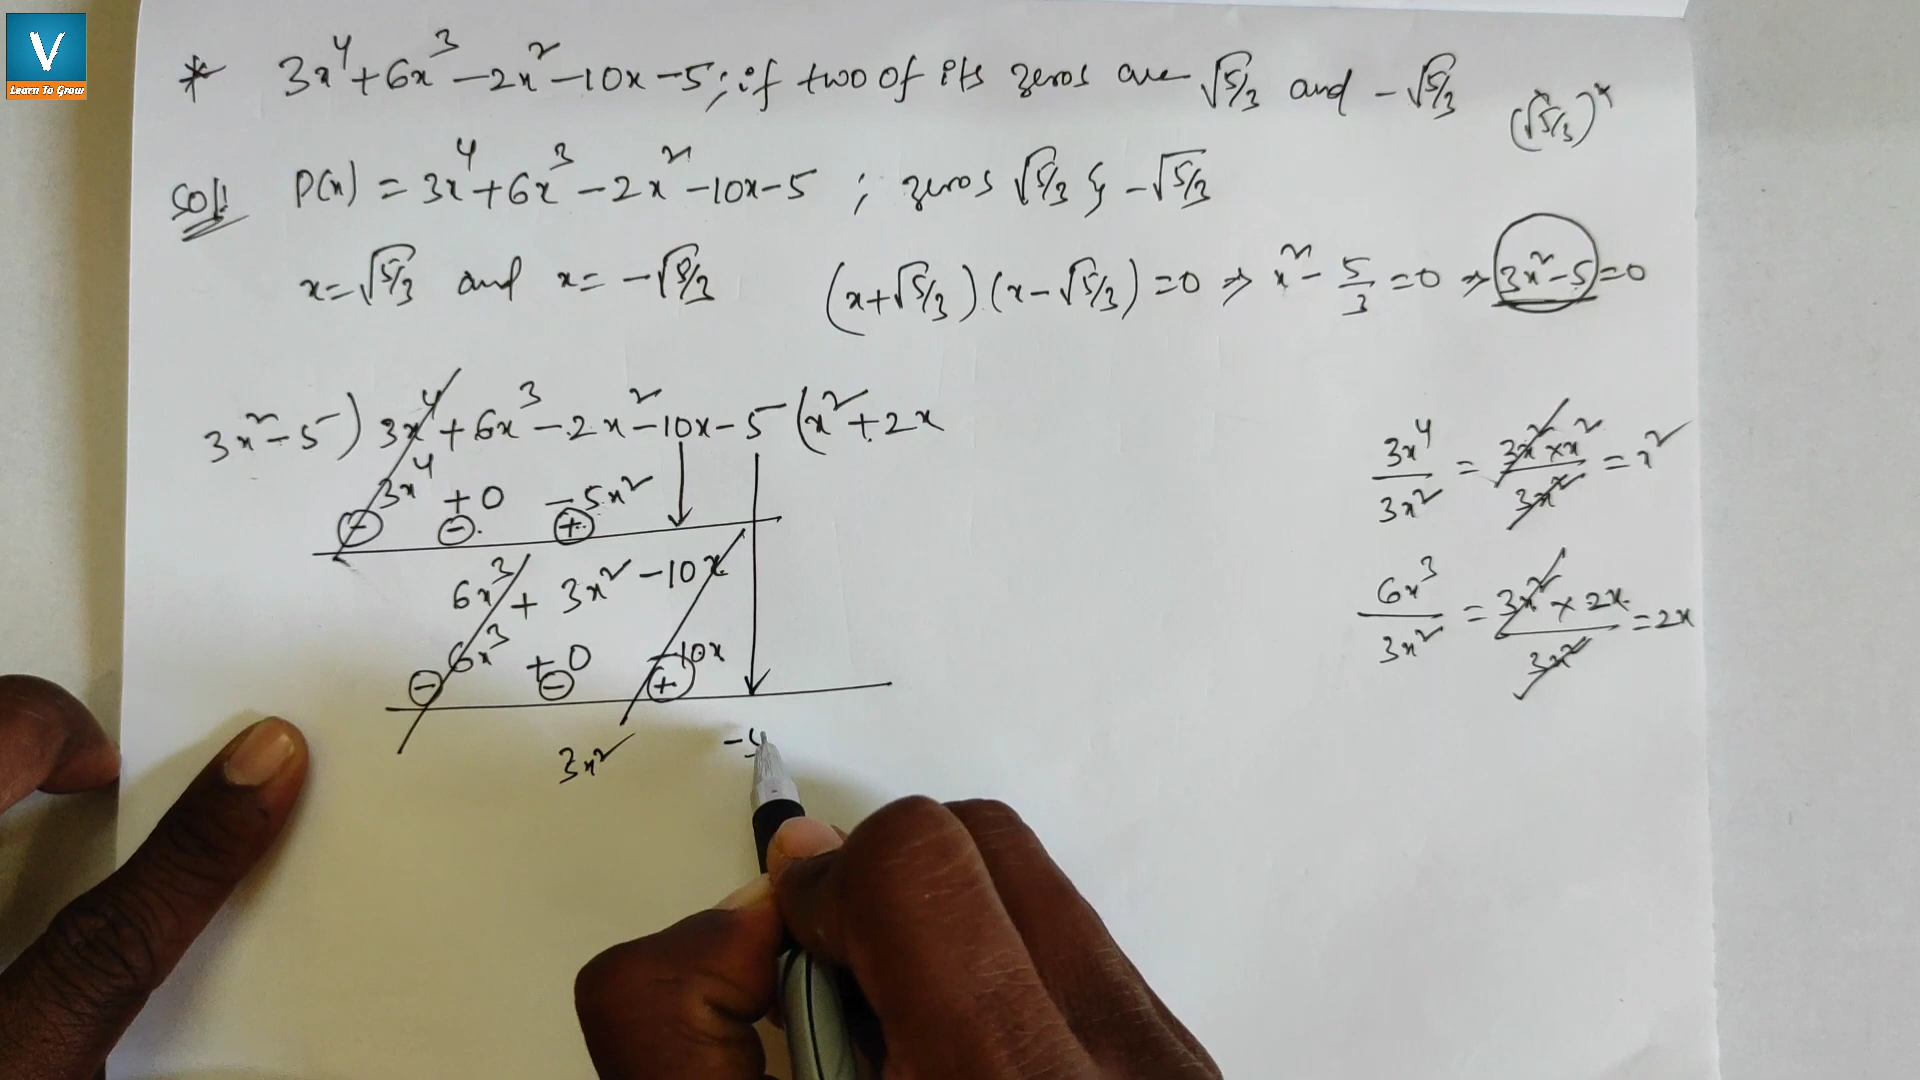 V
Learn To Grow
* 3x⁴+6x³-2x²-10x-5; if two of its zeros are √5/3 and -√5/3
(√5/3)²
Sol! P(x) = 3x⁴+6x³-2x²-10x-5 ; zeros √5/3 & -√5/3
x=√5/3 and x= -√5/3 (x+√5/3)(x-√5/3)=0 ⇒ x²-5/3=0 ⇒ 3x²-5=0
3x²-5) 3x⁴+6x³-2x²-10x-5 (x²+2x
3x⁴ +0 -5x²
- - +
6x³+3x²-10x
6x³ +0 -10x
- - +
3x² -5
3x⁴/3x² = 3x²×x²/3x² = x²
6x³/3x² = 3x²×2x/3x² = 2x